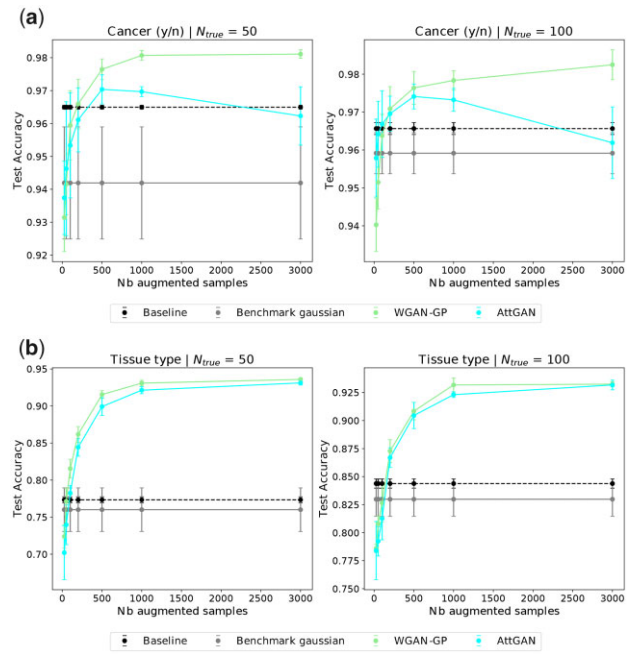 (a)
Cancer (y/n) | N_true = 50
Cancer (y/n) | N_true = 100
0.98
0.97
0.96
0.95
0.94
0.93
0.92
Test Accuracy
0 500 1000 1500 2000 2500 3000
Nb augmented samples
0.98
0.97
0.96
0.95
0.94
Test Accuracy
0 500 1000 1500 2000 2500 3000
Nb augmented samples
Baseline Benchmark gaussian WGAN-GP AttGAN
(b)
Tissue type | N_true = 50
Tissue type | N_true = 100
0.95
0.90
0.85
0.80
0.75
0.70
Test Accuracy
0 500 1000 1500 2000 2500 3000
Nb augmented samples
0.925
0.900
0.875
0.850
0.825
0.800
0.775
0.750
Test Accuracy
0 500 1000 1500 2000 2500 3000
Nb augmented samples
Baseline Benchmark gaussian WGAN-GP AttGAN